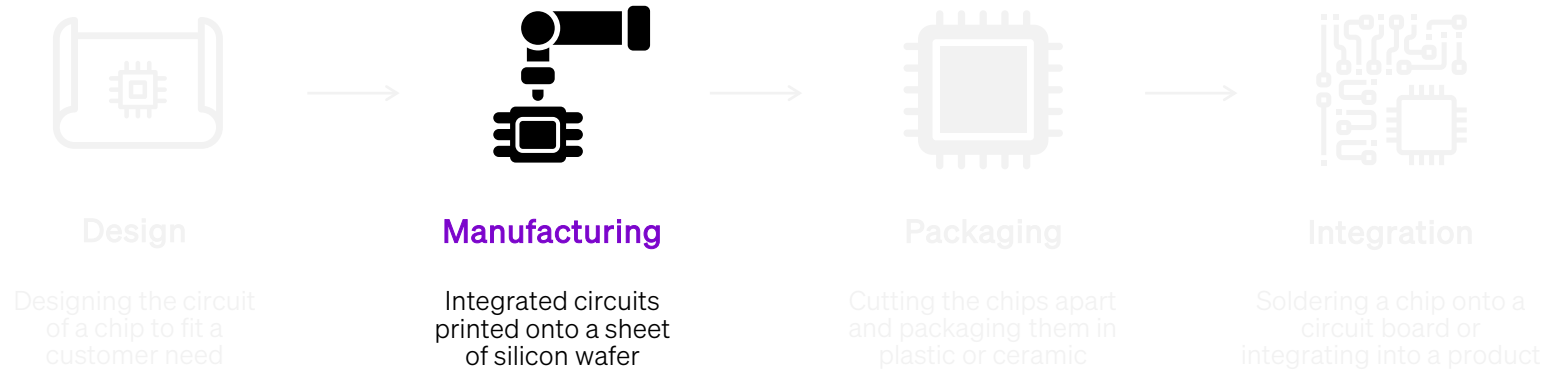 Design
Designing the circuit
of a chip to fit a
customer need
Manufacturing
Integrated circuits
printed onto a sheet
of silicon wafer
Packaging
Cutting the chips apart
and packaging them in
plastic or ceramic
Integration
Soldering a chip onto a
circuit board or
integrating into a product